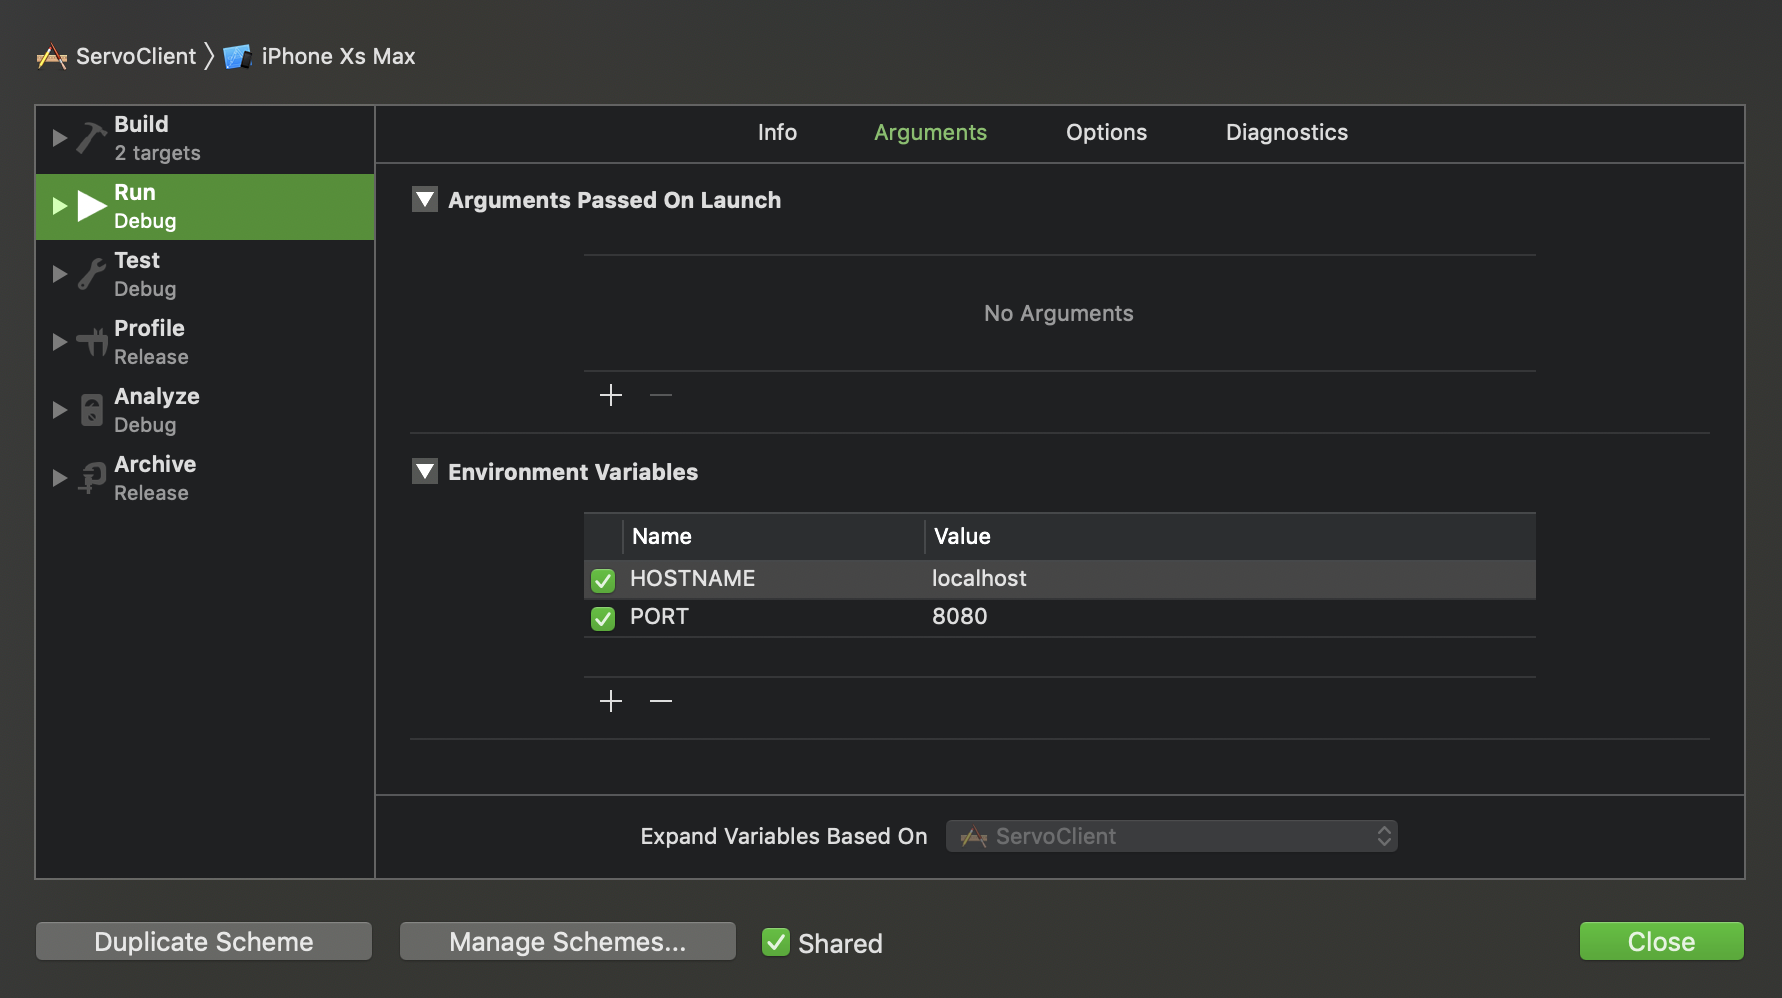 ServoClient
iPhone Xs Max
Build
2 targets
Run
Debug
Test
Debug
Profile
Release
Analyze
Debug
Archive
Release
Info
Arguments
Options
Diagnostics
Arguments Passed On Launch
No Arguments
Environment Variables
Name
Value
HOSTNAME
localhost
PORT
8080
Expand Variables Based On
ServoClient
Duplicate Scheme
Manage Schemes...
Shared
Close